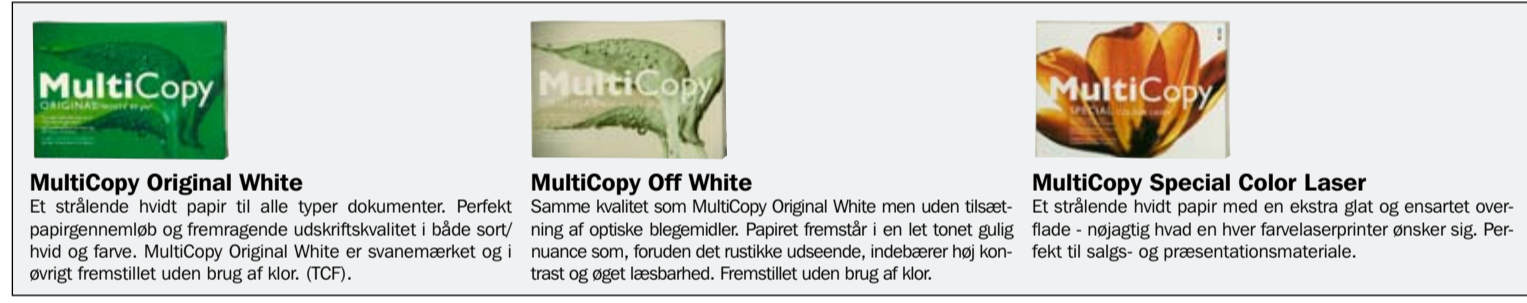 MultiCopy
ORIGINAL
MultiCopy
ORIGINAL
MultiCopy
SPECIAL COLOUR LASER
MultiCopy Original White
Et strålende hvidt papir til alle typer dokumenter. Perfekt
papirgennemløb og fremragende udskriftskvalitet i både sort/
hvid og farve. MultiCopy Original White er svanemærket og i
øvrigt fremstillet uden brug af klor. (TCF).
MultiCopy Off White
Samme kvalitet som MultiCopy Original White men uden tilsæt-
ning af optiske blegemidler. Papiret fremstår i en let tonet gulig
nuance som, foruden det rustikke udseende, indebærer høj kon-
trast og øget læsbarhed. Fremstillet uden brug af klor.
MultiCopy Special Color Laser
Et strålende hvidt papir med en ekstra glat og ensartet over-
flade - nøjagtig hvad en hver farvelaserprinter ønsker sig. Per-
fekt til salgs- og præsentationsmateriale.